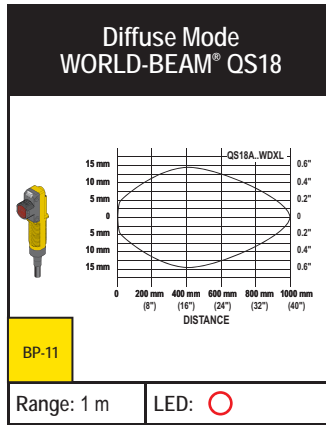 Diffuse Mode
WORLD-BEAM® QS18
QS18A..WDXL
15 mm 0.6"
10 mm 0.4"
5 mm 0.2"
0 0
5 mm 0.2"
10 mm 0.4"
15 mm 0.6"
0 200 mm 400 mm 600 mm 800 mm 1000 mm
(8") (16") (24") (32") (40")
DISTANCE
BP-11
Range: 1 m LED: